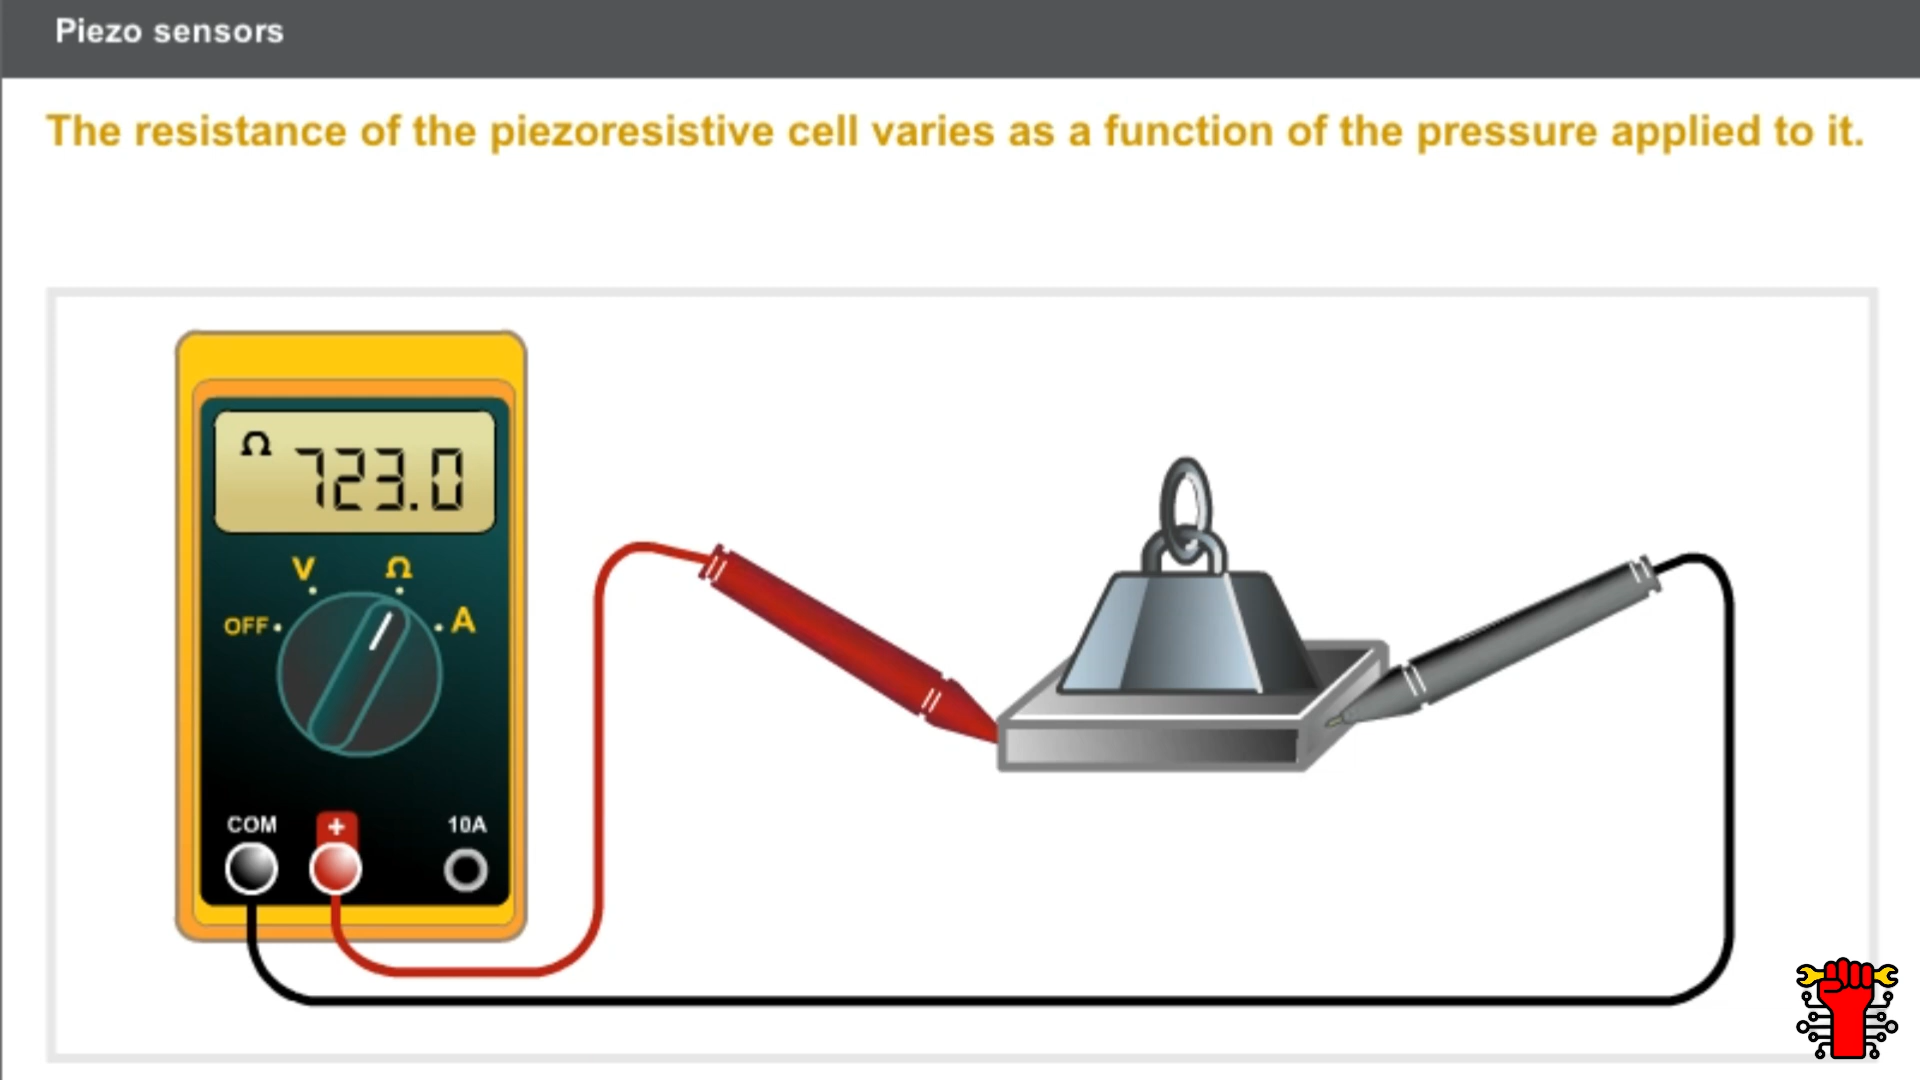 Piezo sensors
The resistance of the piezoresistive cell varies as a function of the pressure applied to it.
Ω 723.0
V Ω
OFF A
COM + 10A